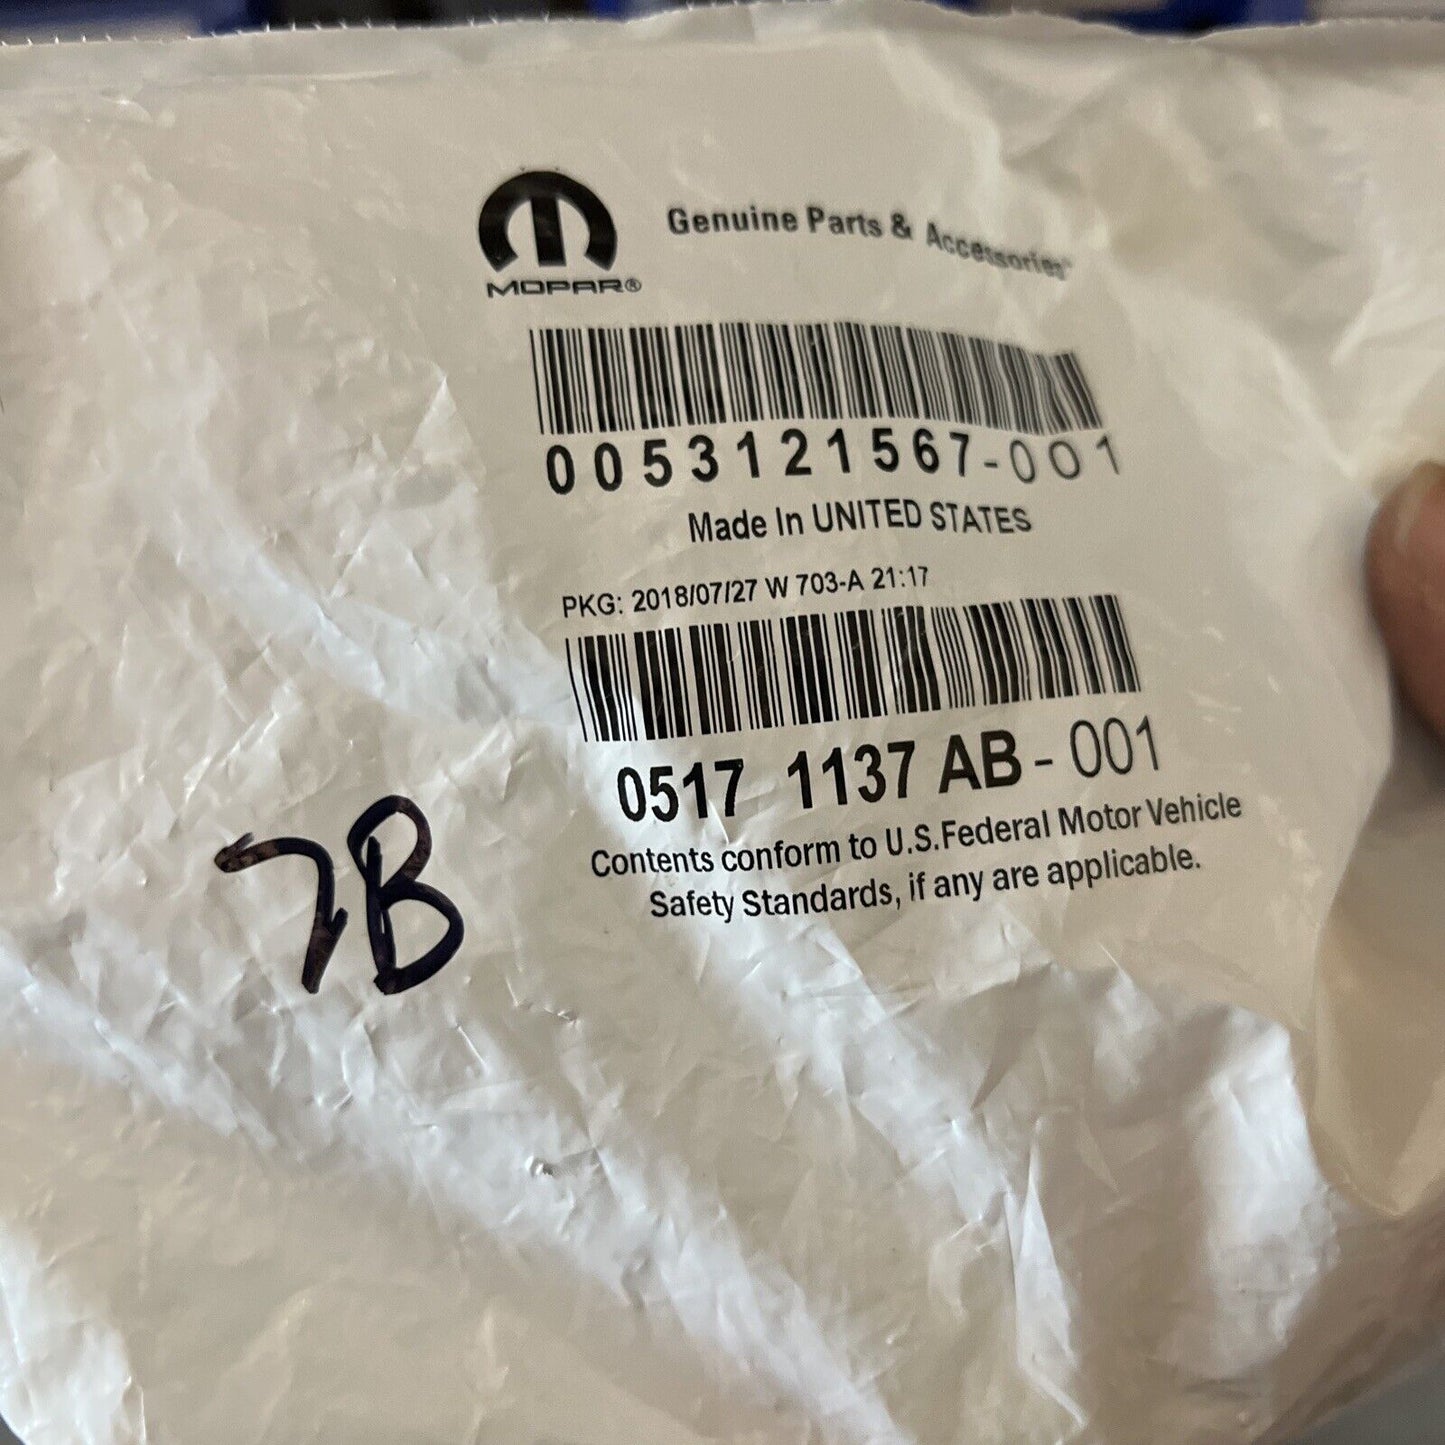 MOPAR®
Genuine Parts & Accessories™
0053121567-001
Made In UNITED STATES
PKG: 2018/07/27 W 703-A 21:17
0517 1137 AB-001
Contents conform to U.S.Federal Motor Vehicle
Safety Standards, if any are applicable.
7B